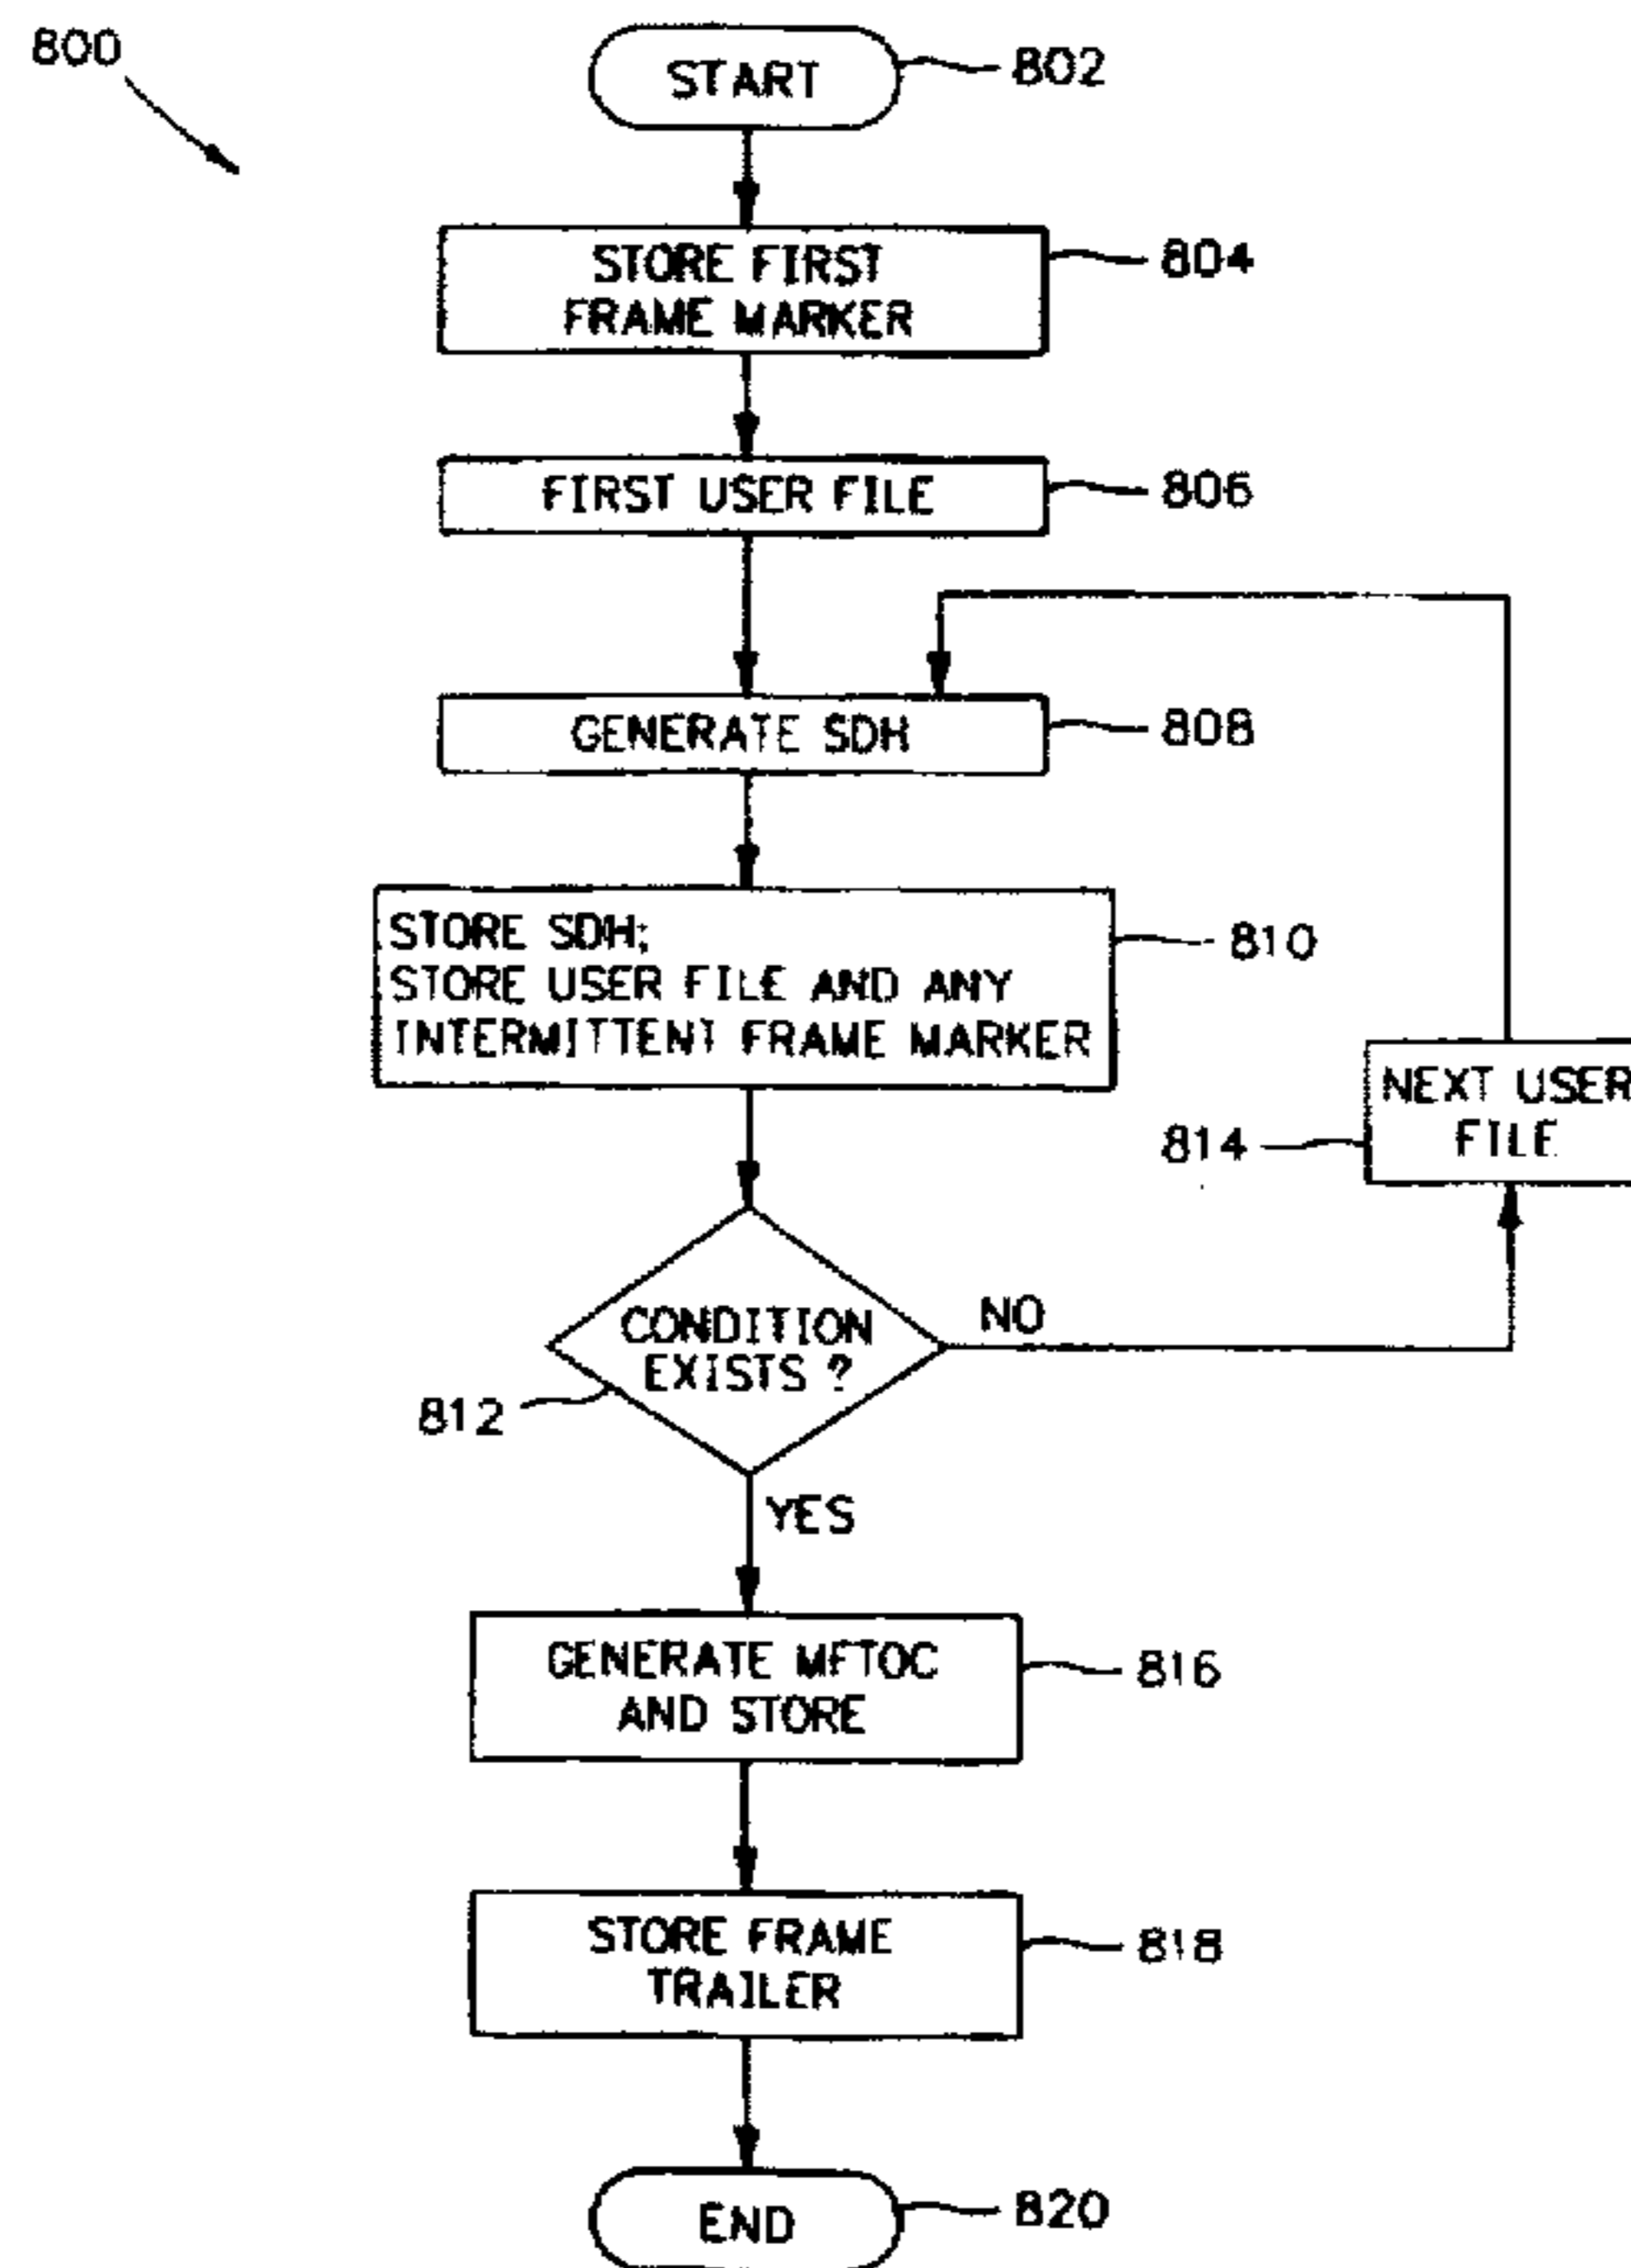 800
START
802
STORE FIRST
FRAME MARKER
804
FIRST USER FILE
806
GENERATE SDH
808
STORE SDH;
STORE USER FILE AND ANY
INTERMITTENT FRAME MARKER
810
NEXT USER
FILE
814
CONDITION
EXISTS ?
812
NO
YES
GENERATE MFTOC
AND STORE
816
STORE FRAME
TRAILER
818
END
820